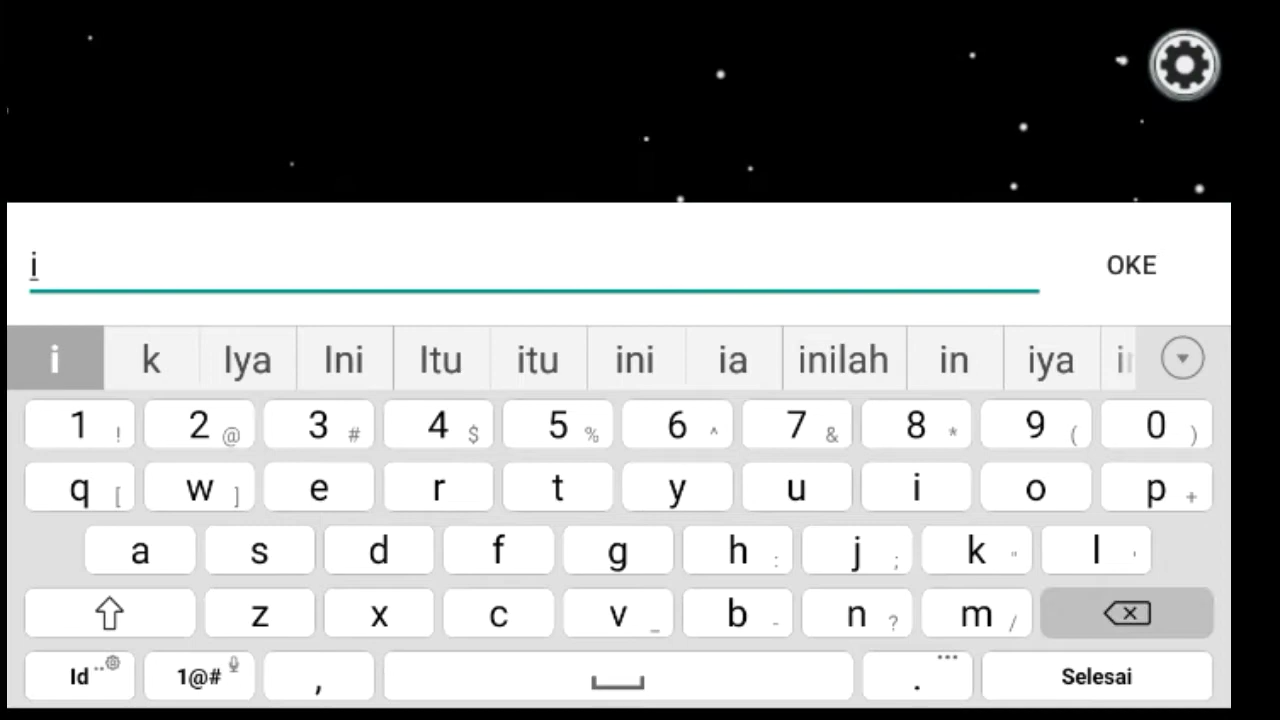 i
OKE
i k Iya Ini Itu itu ini ia inilah in iya
1 ! 2 @ 3 # 4 $ 5 % 6 ^ 7 & 8 * 9 ( 0 )
q [ w ] e r t y u i o p +
a s d f g h : j ; k " l '
z x c v _ b - n ? m /
Id 1@# , . ... Selesai